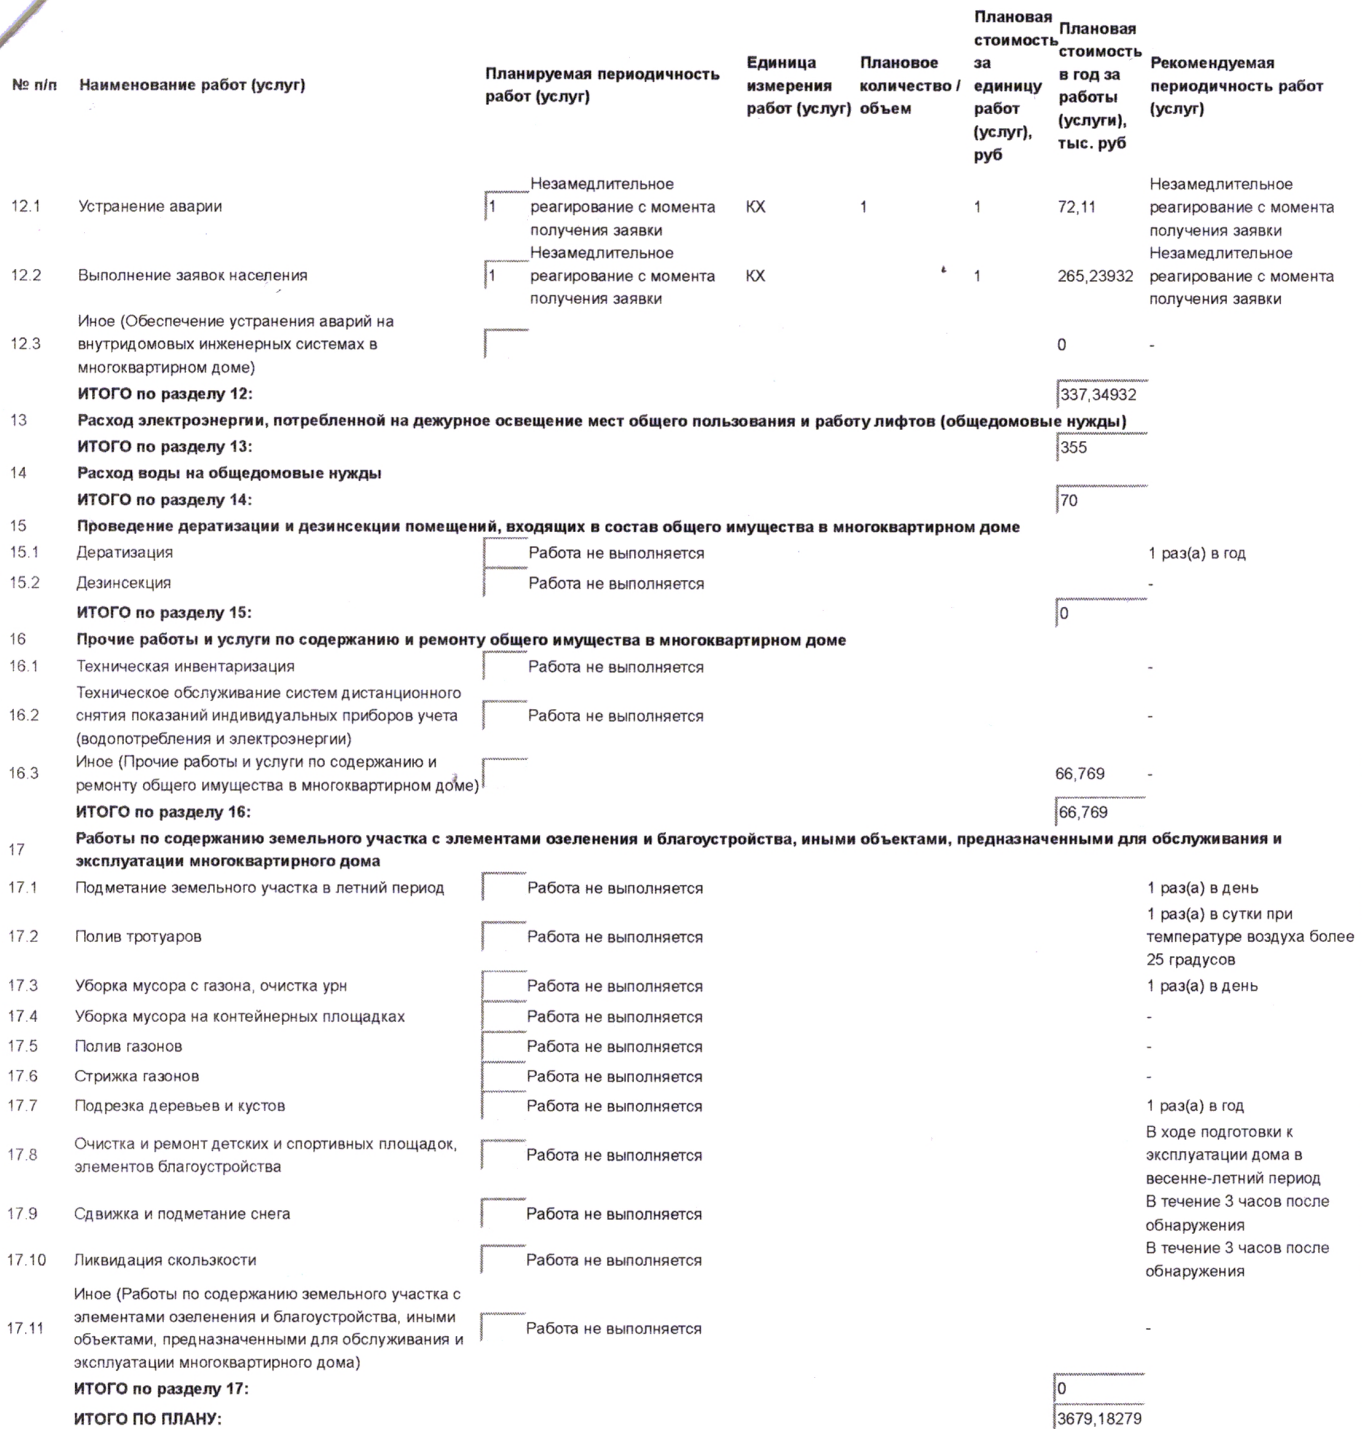 № п/п Наименование работ (услуг) Планируемая периодичность работ (услуг) Единица измерения работ (услуг) Плановое количество / объем Плановая стоимость за единицу работ (услуг), руб Плановая стоимость в год за работы (услуги), тыс. руб Рекомендуемая периодичность работ (услуг)
12.1 Устранение аварии 1 Незамедлительное реагирование с момента получения заявки КХ 1 1 72,11 Незамедлительное реагирование с момента получения заявки
12.2 Выполнение заявок населения 1 Незамедлительное реагирование с момента получения заявки КХ 1 265,23932 Незамедлительное реагирование с момента получения заявки
12.3 Иное (Обеспечение устранения аварий на внутридомовых инженерных системах в многоквартирном доме) 0 -
ИТОГО по разделу 12: 337,34932
13 Расход электроэнергии, потребленной на дежурное освещение мест общего пользования и работу лифтов (общедомовые нужды)
ИТОГО по разделу 13: 355
14 Расход воды на общедомовые нужды
ИТОГО по разделу 14: 70
15 Проведение дератизации и дезинсекции помещений, входящих в состав общего имущества в многоквартирном доме
15.1 Дератизация Работа не выполняется 1 раз(а) в год
15.2 Дезинсекция Работа не выполняется -
ИТОГО по разделу 15: 0
16 Прочие работы и услуги по содержанию и ремонту общего имущества в многоквартирном доме
16.1 Техническая инвентаризация Работа не выполняется -
16.2 Техническое обслуживание систем дистанционного снятия показаний индивидуальных приборов учета (водопотребления и электроэнергии) Работа не выполняется -
16.3 Иное (Прочие работы и услуги по содержанию и ремонту общего имущества в многоквартирном доме) 66,769 -
ИТОГО по разделу 16: 66,769
17 Работы по содержанию земельного участка с элементами озеленения и благоустройства, иными объектами, предназначенными для обслуживания и
эксплуатации многоквартирного дома
17.1 Подметание земельного участка в летний период Работа не выполняется 1 раз(а) в день
17.2 Полив тротуаров Работа не выполняется 1 раз(а) в сутки при температуре воздуха более 25 градусов
17.3 Уборка мусора с газона, очистка урн Работа не выполняется 1 раз(а) в день
17.4 Уборка мусора на контейнерных площадках Работа не выполняется -
17.5 Полив газонов Работа не выполняется -
17.6 Стрижка газонов Работа не выполняется -
17.7 Подрезка деревьев и кустов Работа не выполняется 1 раз(а) в год
17.8 Очистка и ремонт детских и спортивных площадок, элементов благоустройства Работа не выполняется В ходе подготовки к эксплуатации дома в весенне-летний период
17.9 Сдвижка и подметание снега Работа не выполняется В течение 3 часов после обнаружения
17.10 Ликвидация скользкости Работа не выполняется В течение 3 часов после обнаружения
17.11 Иное (Работы по содержанию земельного участка с элементами озеленения и благоустройства, иными объектами, предназначенными для обслуживания и эксплуатации многоквартирного дома) Работа не выполняется -
ИТОГО по разделу 17: 0
ИТОГО ПО ПЛАНУ: 3679,18279